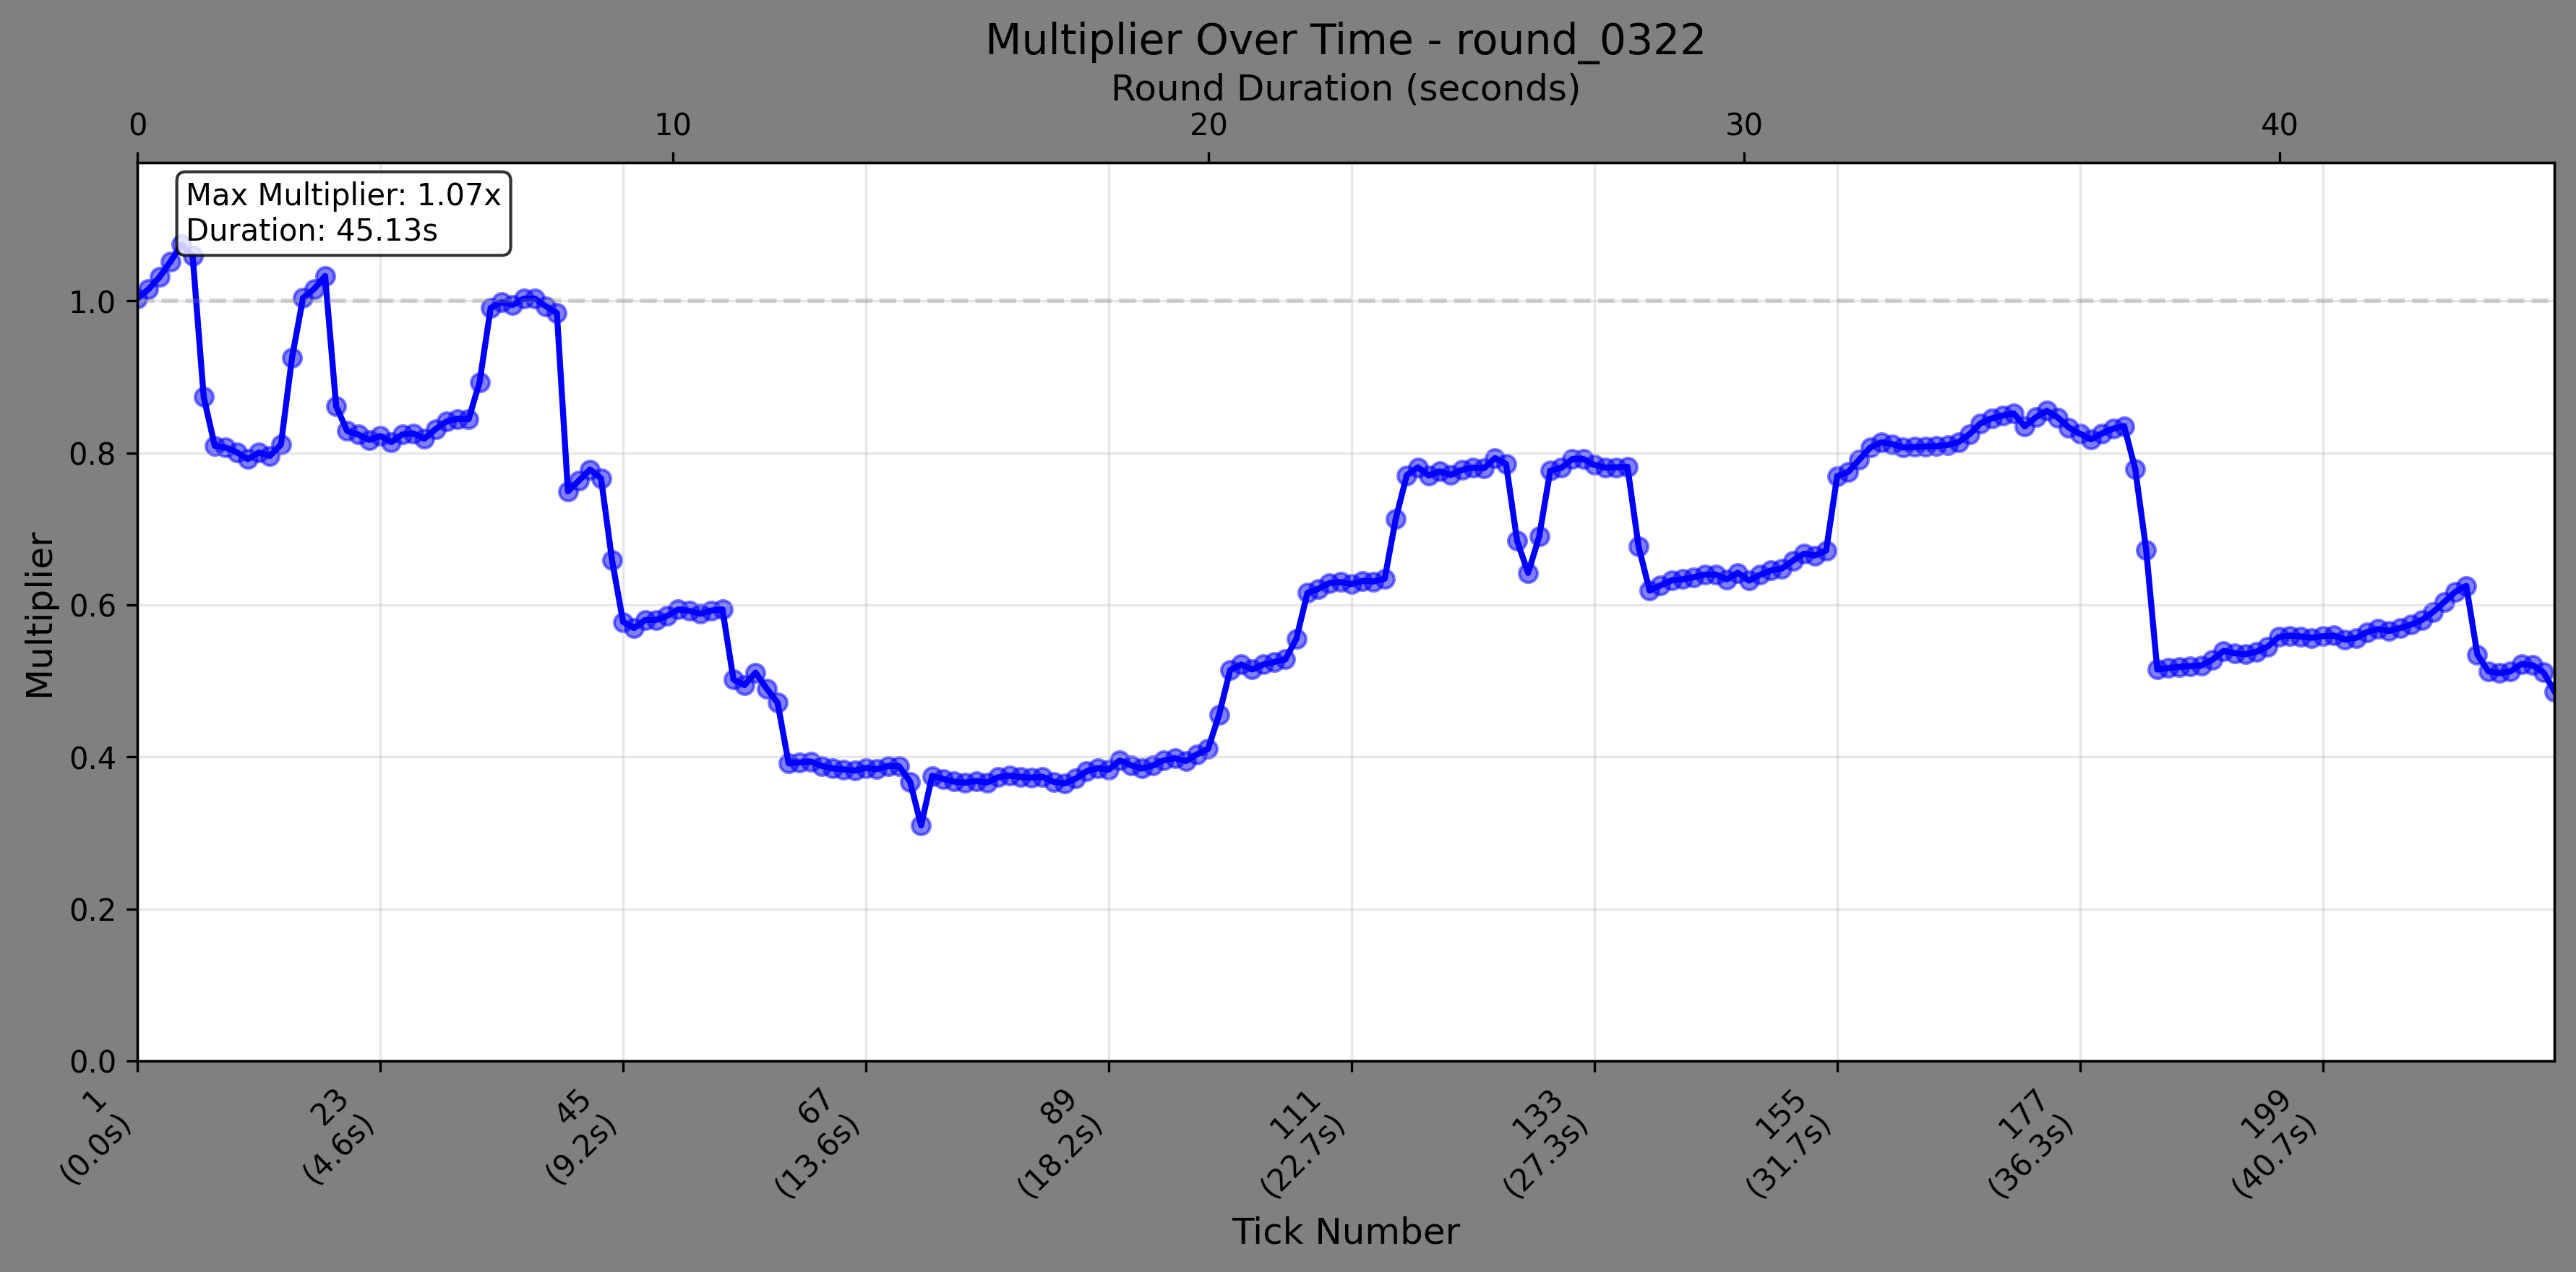 Multiplier Over Time - round_0322
Round Duration (seconds)
0 10 20 30 40
Max Multiplier: 1.07x
Duration: 45.13s
Multiplier
1.0
0.8
0.6
0.4
0.2
0.0
1 23 45 67 89 111 133 155 177 199
(0.0s) (4.6s) (9.2s) (13.6s) (18.2s) (22.7s) (27.3s) (31.7s) (36.3s) (40.7s)
Tick Number